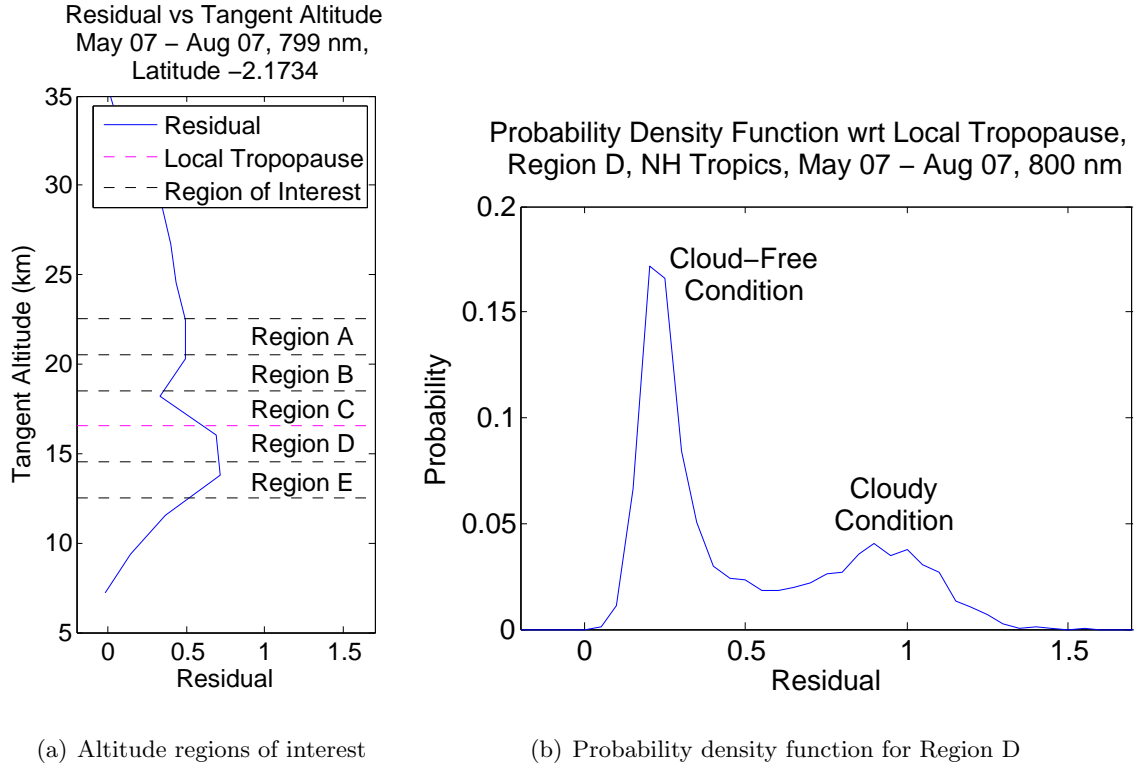 Residual vs Tangent Altitude
May 07 − Aug 07, 799 nm,
Latitude −2.1734
35
30
25
20
15
10
5
Tangent Altitude (km)
Residual
Local Tropopause
Region of Interest
Region A
Region B
Region C
Region D
Region E
0
0.5
1
1.5
Residual
(a) Altitude regions of interest
Probability Density Function wrt Local Tropopause,
Region D, NH Tropics, May 07 − Aug 07, 800 nm
0.2
0.15
0.1
0.05
0
Probability
Cloud−Free
Condition
Cloudy
Condition
0
0.5
1
1.5
Residual
(b) Probability density function for Region D